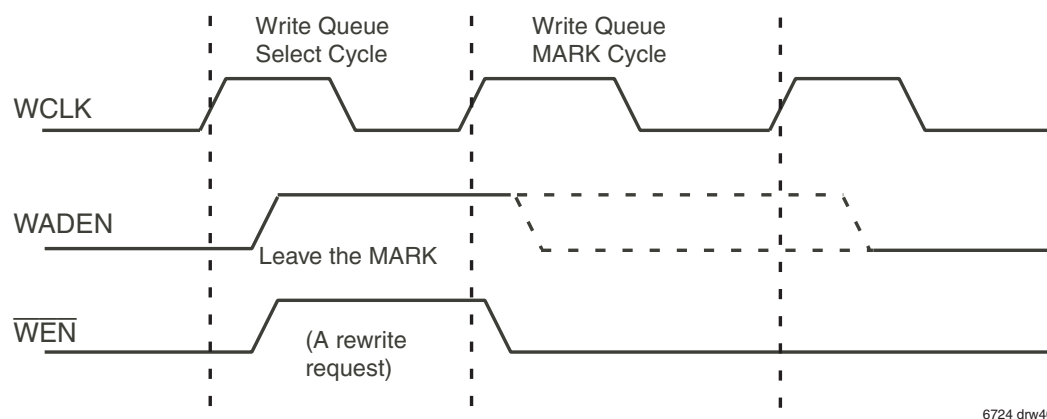 Write Queue
Select Cycle
Write Queue
MARK Cycle
WCLK
WADEN
Leave the MARK
WEN
(A rewrite
request)